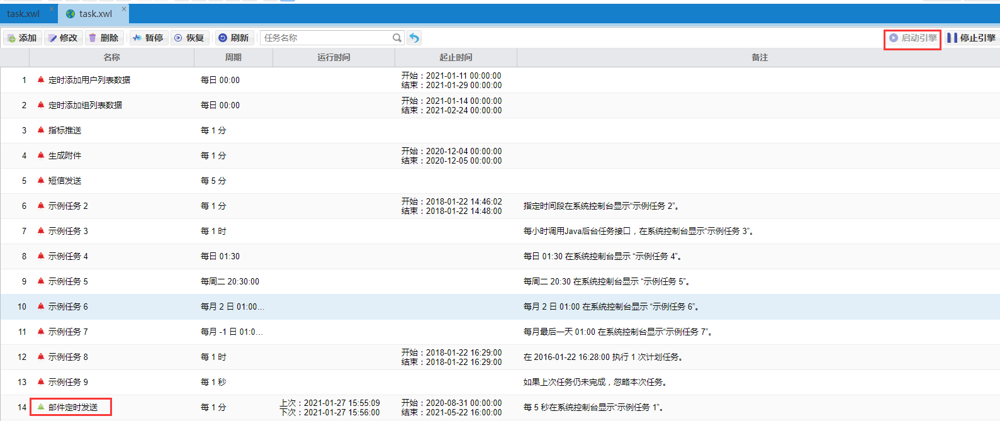 task.xwl
task.xwl
添加 修改 删除 暂停 恢复 刷新 任务名称 启动引擎 停止引擎
名称 周期 运行时间 起止时间 备注
1 定时添加用户列表数据 每日 00:00 开始：2021-01-11 00:00:00
结束：2021-01-29 00:00:00
2 定时添加组列表数据 每日 00:00 开始：2021-01-14 00:00:00
结束：2021-02-24 00:00:00
3 指标推送 每 1 分
4 生成附件 每 1 分 开始：2020-12-04 00:00:00
结束：2020-12-05 00:00:00
5 短信发送 每 5 分
6 示例任务 2 每 1 分 开始：2018-01-22 14:46:02
结束：2018-01-22 14:48:00 指定时间段在系统控制台显示“示例任务 2”。
7 示例任务 3 每 1 时 每小时调用Java后台任务接口，在系统控制台显示“示例任务 3”。
8 示例任务 4 每日 01:30 每日 01:30 在系统控制台显示 “示例任务 4”。
9 示例任务 5 每周二 20:30:00 每周二 20:30 在系统控制台显示 “示例任务 5”。
10 示例任务 6 每月 2 日 01:00... 每月 2 日 01:00 在系统控制台显示 “示例任务 6”。
11 示例任务 7 每月 -1 日 01:0... 每月最后一天 01:00 在系统控制台显示“示例任务 7”。
12 示例任务 8 每 1 时 开始：2018-01-22 16:29:00
结束：2018-01-22 16:29:00 在 2016-01-22 16:28:00 执行 1 次计划任务。
13 示例任务 9 每 1 秒 如果上次任务仍未完成，忽略本次任务。
14 邮件定时发送 每 1 分 上次：2021-01-27 15:55:09 开始：2020-08-31 00:00:00
下次：2021-01-27 15:56:00 结束：2021-05-22 16:00:00 每 5 秒在系统控制台显示“示例任务 1”。